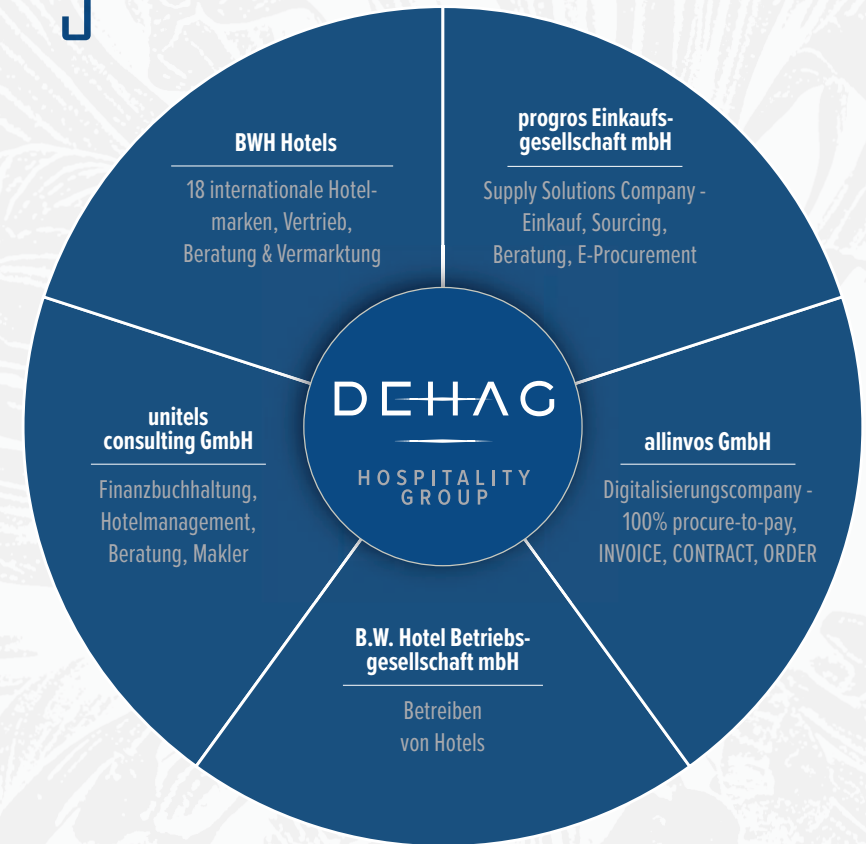 BWH Hotels
18 internationale Hotel-
marken, Vertrieb,
Beratung & Vermarktung
progros Einkaufs-
gesellschaft mbH
Supply Solutions Company -
Einkauf, Sourcing,
Beratung, E-Procurement
DEHAG
HOSPITALITY
GROUP
unitels
consulting GmbH
Finanzbuchhaltung,
Hotelmanagement,
Beratung, Makler
allinvos GmbH
Digitalisierungscompany -
100% procure-to-pay,
INVOICE, CONTRACT, ORDER
B.W. Hotel Betriebs-
gesellschaft mbH
Betreiben
von Hotels